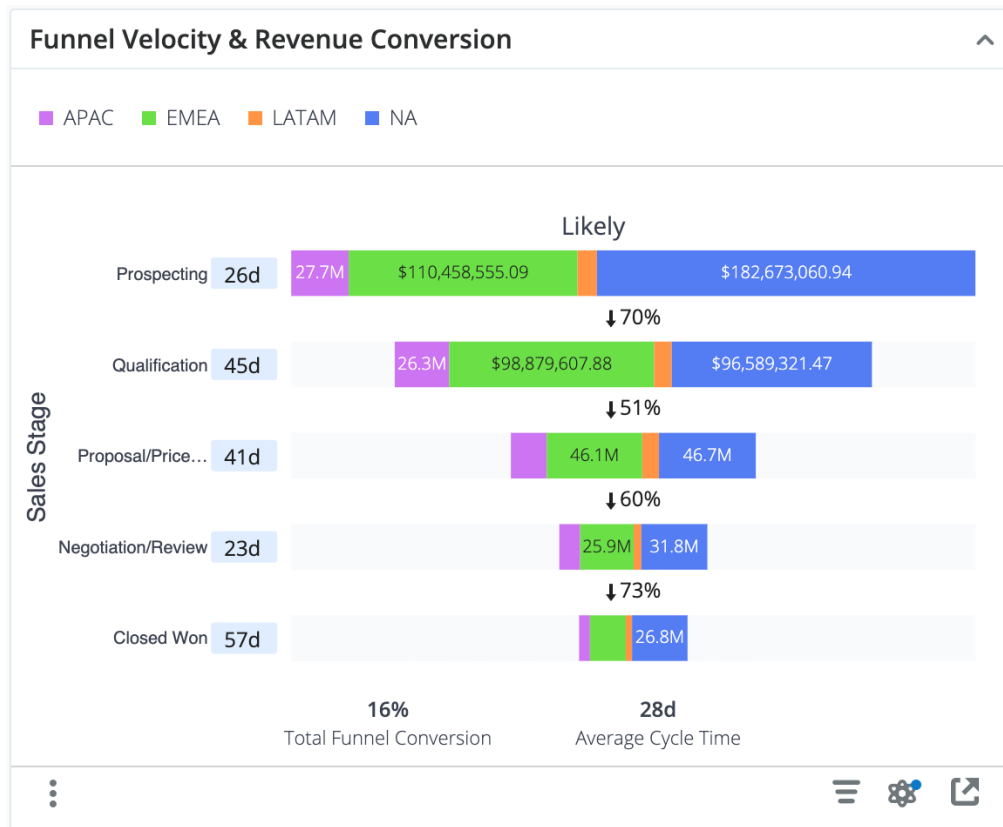 Funnel Velocity & Revenue Conversion
APAC EMEA LATAM NA
Likely
Sales Stage
Prospecting 26d 27.7M $110,458,555.09 $182,673,060.94
70%
Qualification 45d 26.3M $98,879,607.88 $96,589,321.47
51%
Proposal/Price... 41d 46.1M 46.7M
60%
Negotiation/Review 23d 25.9M 31.8M
73%
Closed Won 57d 26.8M
16% 28d
Total Funnel Conversion Average Cycle Time